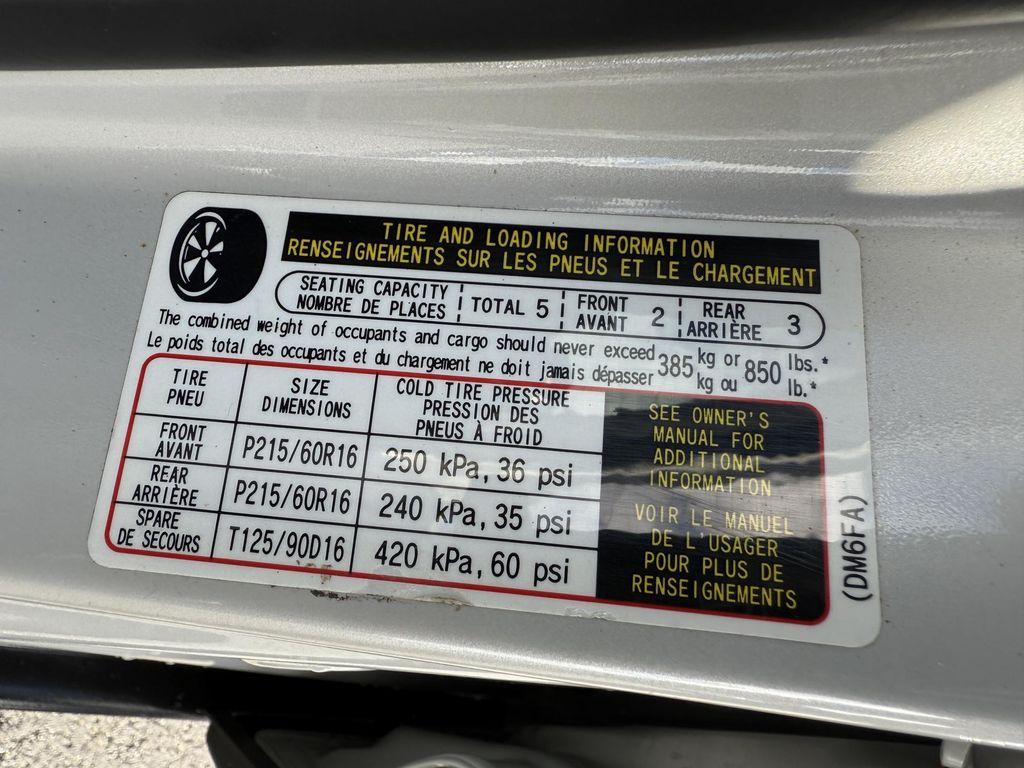 TIRE AND LOADING INFORMATION
RENSEIGNEMENTS SUR LES PNEUS ET LE CHARGEMENT
SEATING CAPACITY
NOMBRE DE PLACES
TOTAL 5
FRONT
AVANT
2
REAR
ARRIÈRE
3
The combined weight of occupants and cargo should never exceed 385 kg or 850 lbs.*
Le poids total des occupants et du chargement ne doit jamais dépasser kg ou lb.*
TIRE
PNEU
SIZE
DIMENSIONS
COLD TIRE PRESSURE
PRESSION DES
PNEUS À FROID
FRONT
AVANT
P215/60R16
250 kPa, 36 psi
REAR
ARRIÈRE
P215/60R16
240 kPa, 35 psi
SPARE
DE SECOURS
T125/90D16
420 kPa, 60 psi
SEE OWNER'S
MANUAL FOR
ADDITIONAL
INFORMATION
VOIR LE MANUEL
DE L'USAGER
POUR PLUS DE
RENSEIGNEMENTS
(DM6FA)